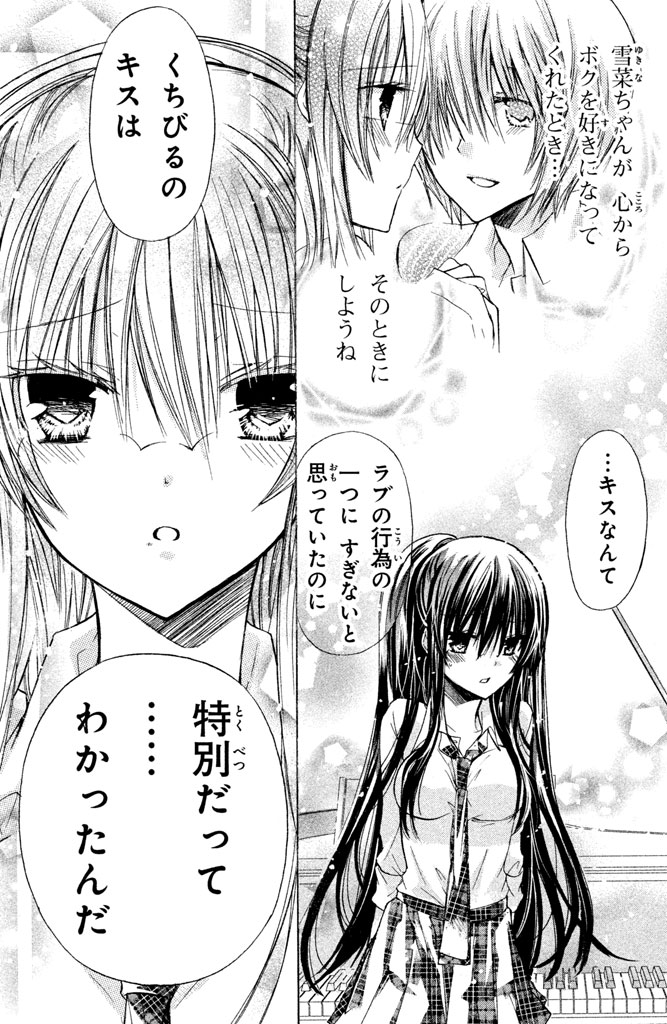 雪菜ちゃんが 心から
ボクを好きになって
くれたとき…
そのときに
しようね
…キスなんて
ラブの行為の
一つに すぎないと
思っていたのに
くちびるの
キスは
特別だって
……
わかったんだ